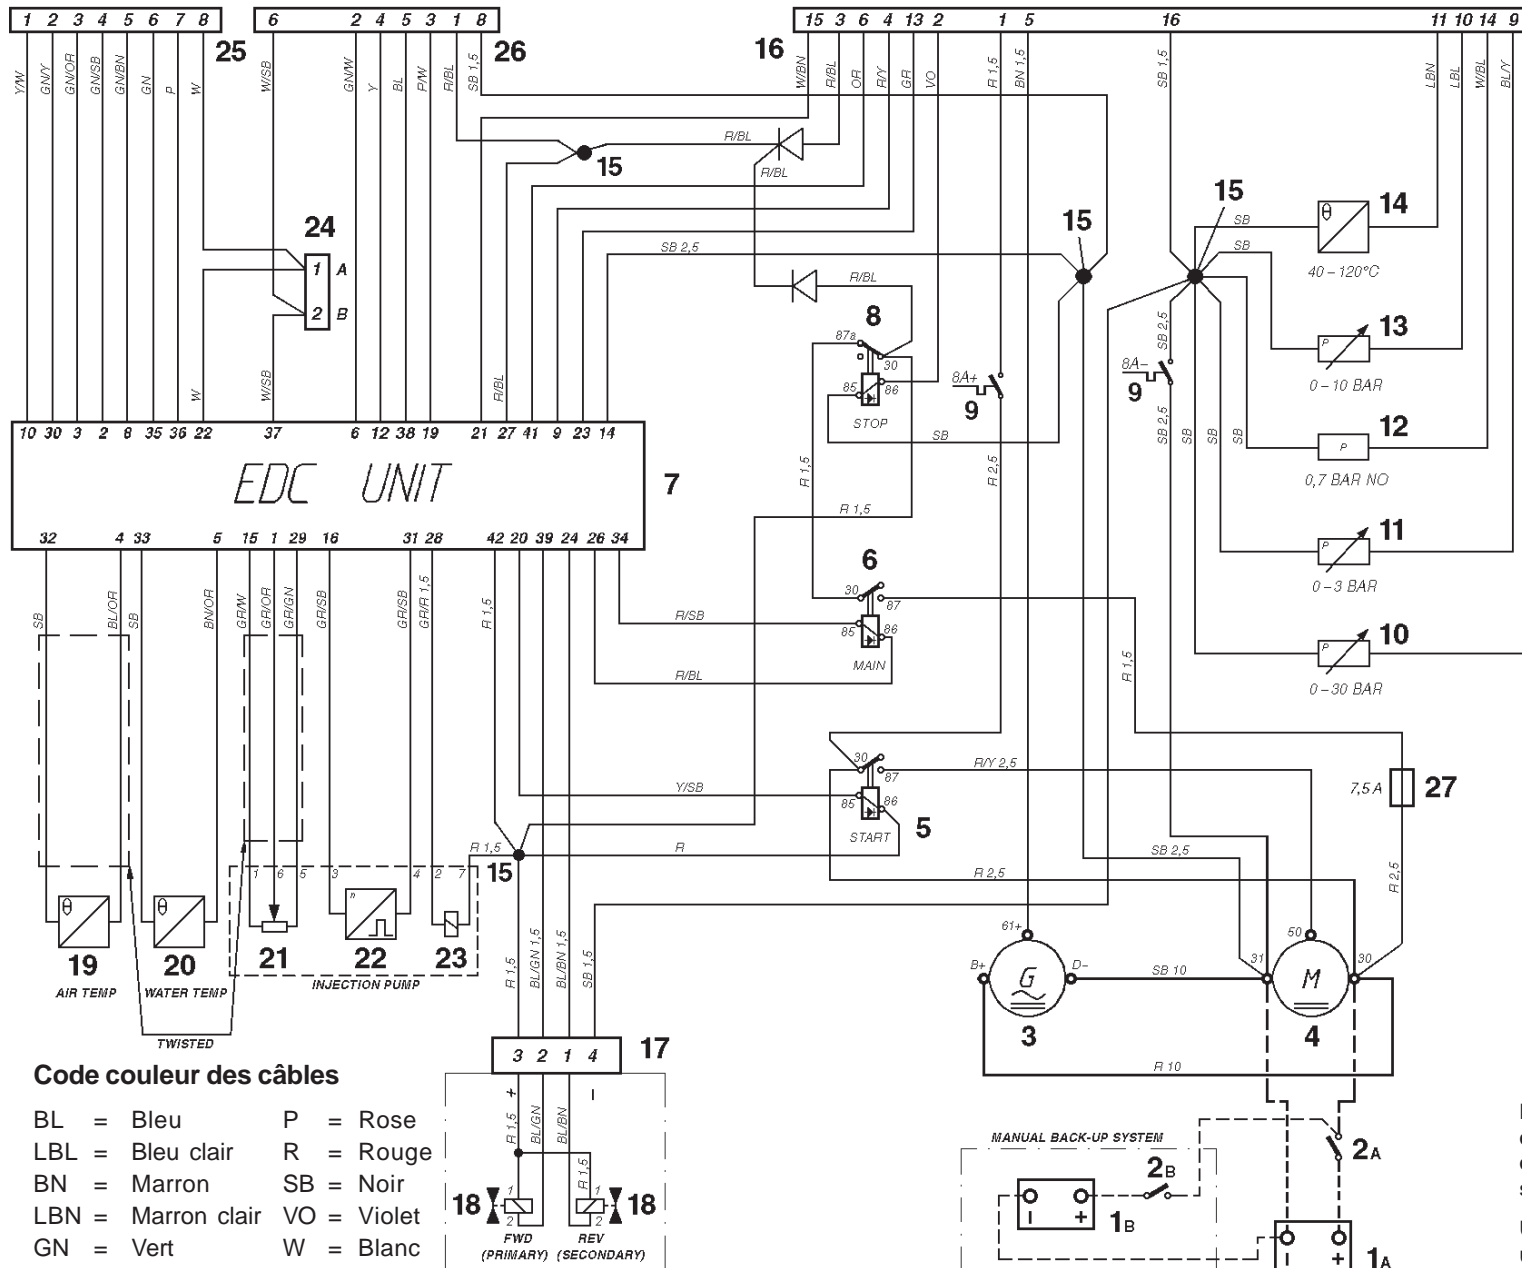 1 2 3 4 5 6 7 8
25
6 2 4 5 3 1 8
26
16
15 3 6 4 13 2 1 5 16 11 10 14 9
Y/W GN/Y GN/OR GN/SB GN/BN GN P W
W/SB GN/W Y BL P/W R/BL SB 1,5
W/BN R/BL OR R/Y GR VO R 1,5 BN 1,5 SB 1,5 LBN LBL W/BL BL/Y
R/BL
15
R/BL
24
1 A
2 B
SB 2,5
15
15
R/BL
SB
SB
14
θ
40 – 120°C
8
87a
30
85
86
STOP
SB
8A+
9
8A–
9
SB 2,5
P
13
0 – 10 BAR
W
W/SB
R/BL
10 30 3 2 8 35 36 22 37 6 12 38 19 21 27 41 9 23 14
EDC UNIT
7
R 1,5
R 2,5
SB 2,5
SB
SB
SB
P
12
0,7 BAR NO
R 1,5
32 4 33 5 15 1 29 16 31 28 42 20 39 24 26 34
6
30
87
85
86
MAIN
P
11
0 – 3 BAR
SB
BL/OR
SB
BN/OR
GR/W
GR/OR
GR/GN
GR/SB
GR/SB
GR/R 1,5
R 1,5
R/SB
R/BL
R 1,5
P
10
0 – 30 BAR
30
87
85
86
START
5
R/Y 2,5
Y/SB
7,5 A
27
R 1,5
15
R
SB 2,5
R 2,5
R 2,5
1 6 5 3 4 2 7
θ
19
AIR TEMP
θ
20
WATER TEMP
21
n
22
23
INJECTION PUMP
TWISTED
R 1,5
BL/GN 1,5
BL/BN 1,5
SB 1,5
61+
B+
D–
G
3
SB 10
50
31
30
M
4
R 10
3 2 1 4
17
+
–
R 1,5
BL/GN
BL/BN
R 1,5
18
1
2
1
2
18
FWD
(PRIMARY)
REV
(SECONDARY)
MANUAL BACK-UP SYSTEM
2B
– +
1B
2A
– +
1A
Code couleur des câbles
BL = Bleu P = Rose
LBL = Bleu clair R = Rouge
BN = Marron SB = Noir
LBN = Marron clair VO = Violet
GN = Vert W = Blanc